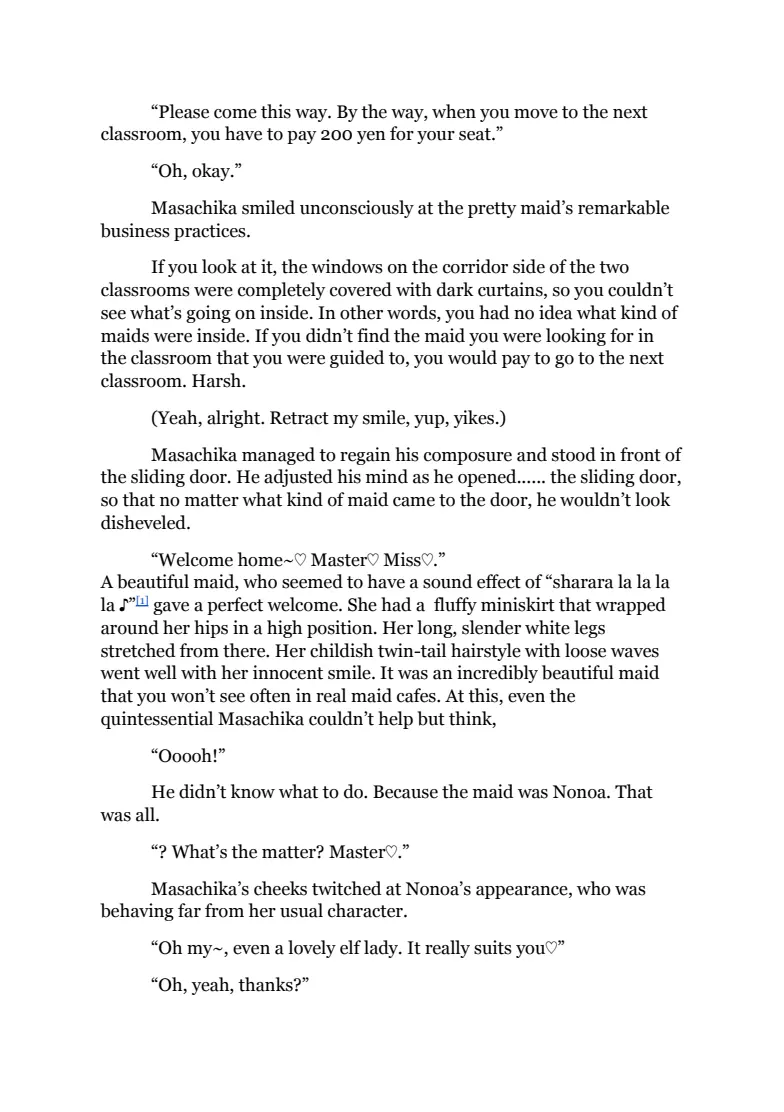 “Please come this way. By the way, when you move to the next
classroom, you have to pay 200 yen for your seat.”
“Oh, okay.”
Masachika smiled unconsciously at the pretty maid’s remarkable
business practices.
If you look at it, the windows on the corridor side of the two
classrooms were completely covered with dark curtains, so you couldn’t
see what’s going on inside. In other words, you had no idea what kind of
maids were inside. If you didn’t find the maid you were looking for in
the classroom that you were guided to, you would pay to go to the next
classroom. Harsh.
(Yeah, alright. Retract my smile, yup, yikes.)
Masachika managed to regain his composure and stood in front of
the sliding door. He adjusted his mind as he opened...... the sliding door,
so that no matter what kind of maid came to the door, he wouldn’t look
disheveled.
“Welcome home~♡ Master♡ Miss♡.”
A beautiful maid, who seemed to have a sound effect of “sharara la la la
la ♪”[1] gave a perfect welcome. She had a fluffy miniskirt that wrapped
around her hips in a high position. Her long, slender white legs
stretched from there. Her childish twin-tail hairstyle with loose waves
went well with her innocent smile. It was an incredibly beautiful maid
that you won’t see often in real maid cafes. At this, even the
quintessential Masachika couldn’t help but think,
“Ooooh!”
He didn’t know what to do. Because the maid was Nonoa. That
was all.
“? What’s the matter? Master♡.”
Masachika’s cheeks twitched at Nonoa’s appearance, who was
behaving far from her usual character.
“Oh my~, even a lovely elf lady. It really suits you♡”
“Oh, yeah, thanks?”